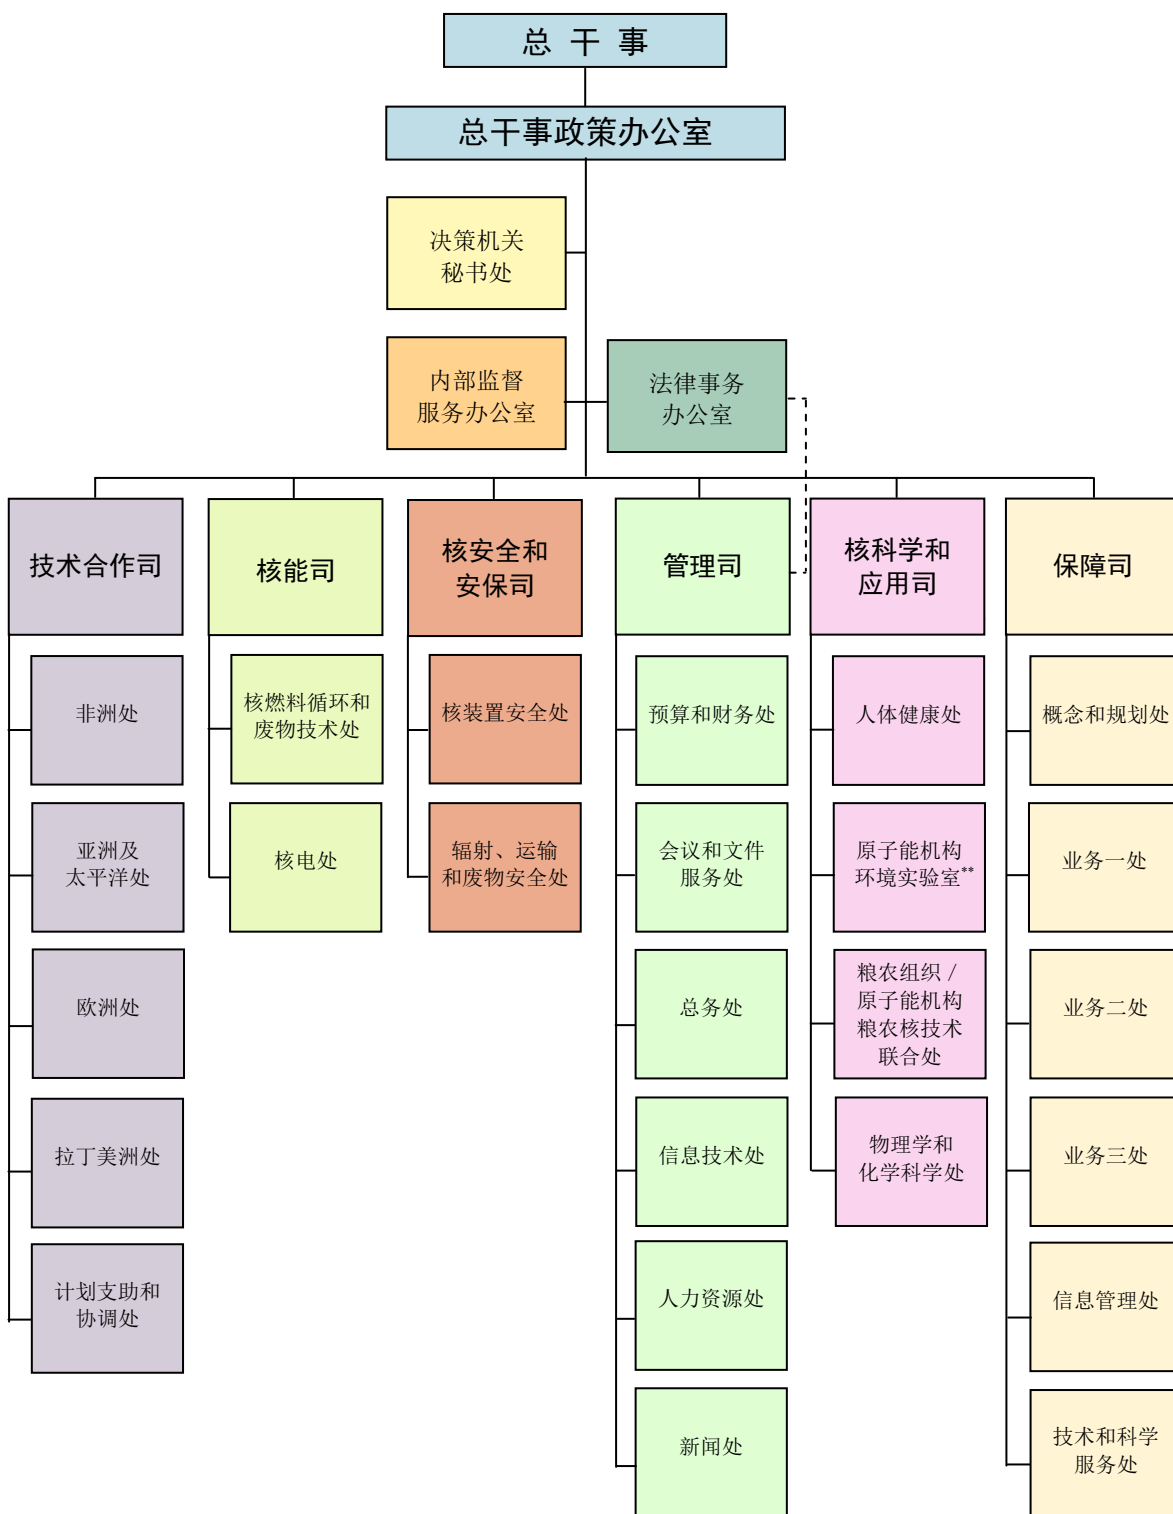 总 干 事
总干事政策办公室
决策机关
秘书处
内部监督
服务办公室
法律事务
办公室
技术合作司
非洲处
亚洲及
太平洋处
欧洲处
拉丁美洲处
计划支助和
协调处
核能司
核燃料循环和
废物技术处
核电处
核安全和
安保司
核装置安全处
辐射、运输
和废物安全处
管理司
预算和财务处
会议和文件
服务处
总务处
信息技术处
人力资源处
新闻处
核科学和
应用司
人体健康处
原子能机构
环境实验室**
粮农组织 /
原子能机构
粮农核技术
联合处
物理学和
化学科学处
保障司
概念和规划处
业务一处
业务二处
业务三处
信息管理处
技术和科学
服务处